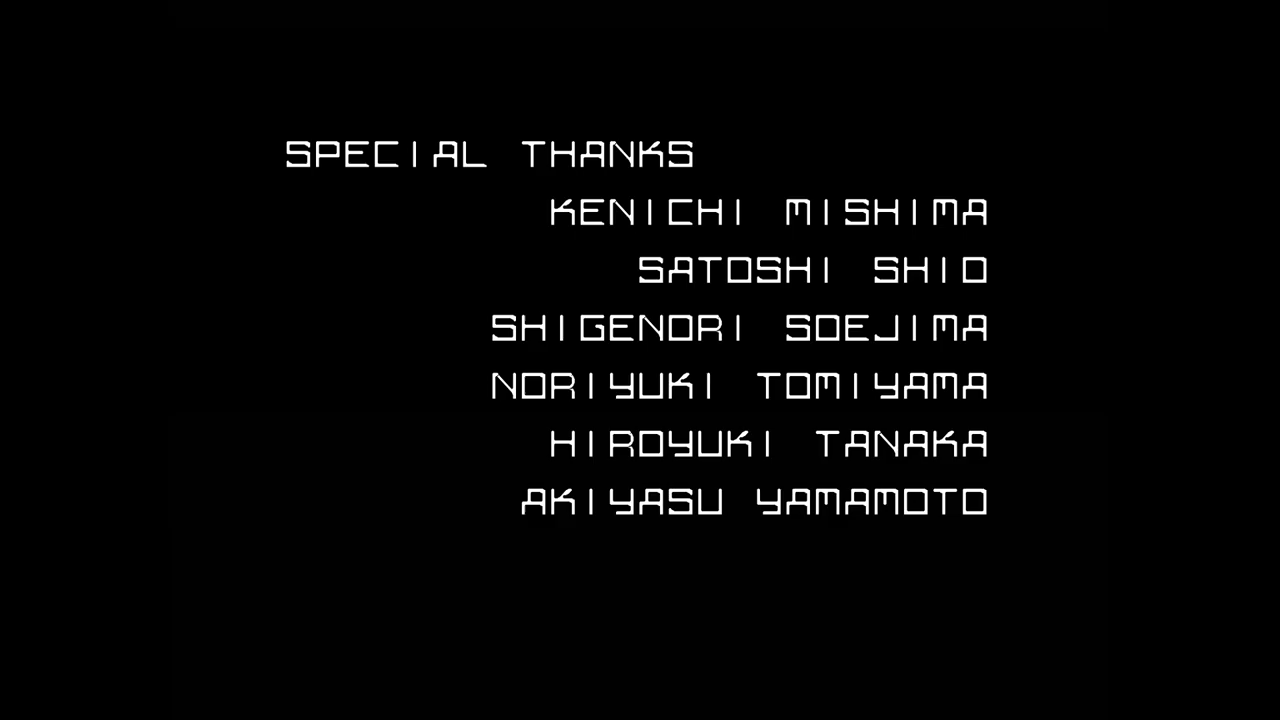 SPECIAL THANKS
KENICHI MISHIMA
SATOSHI SHIO
SHIGENORI SOEJIMA
NORIYUKI TOMIYAMA
HIROYUKI TANAKA
AKIYASU YAMAMOTO